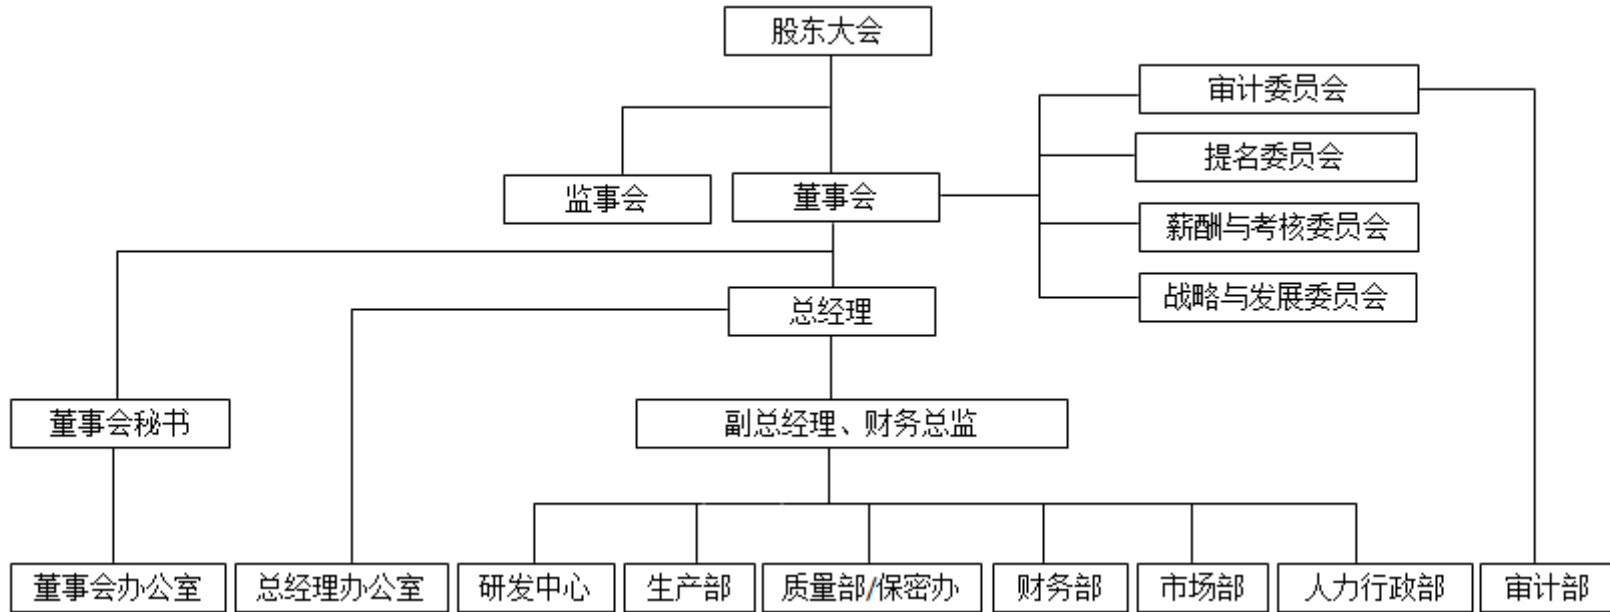 股东大会
审计委员会
提名委员会
监事会
董事会
薪酬与考核委员会
战略与发展委员会
总经理
董事会秘书
副总经理、财务总监
董事会办公室
总经理办公室
研发中心
生产部
质量部/保密办
财务部
市场部
人力行政部
审计部